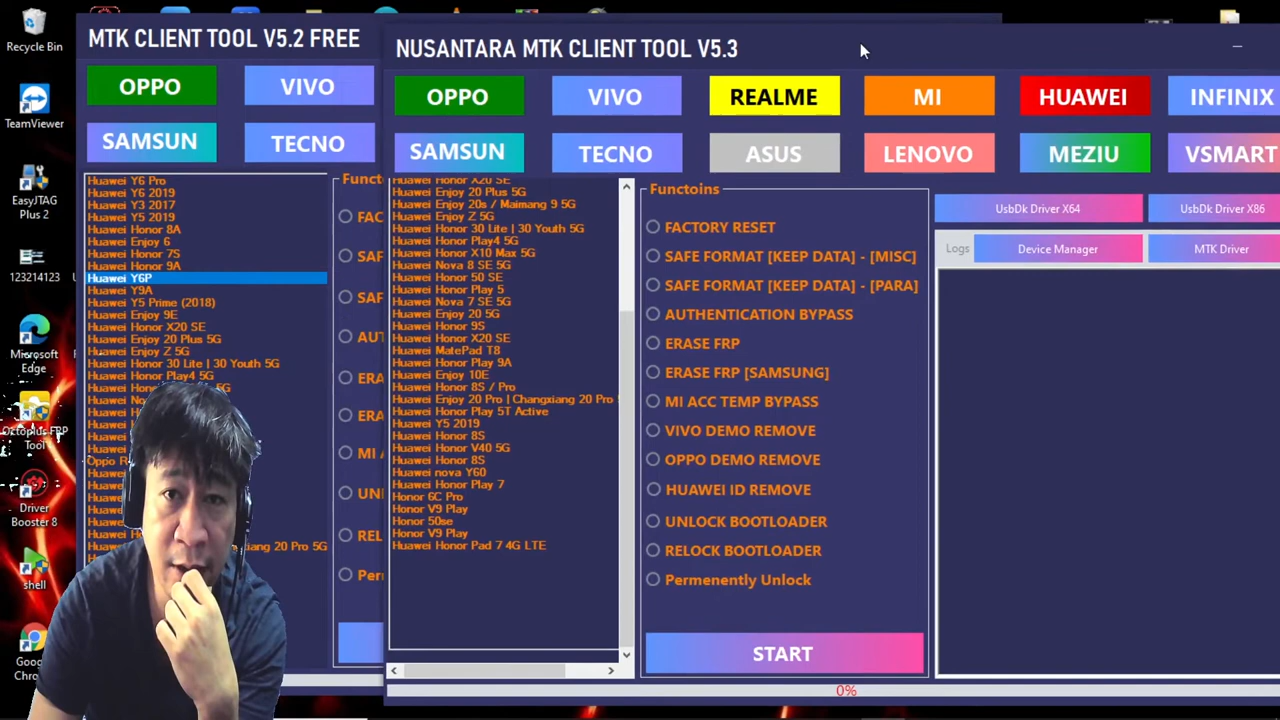 Recycle Bin
TeamViewer
EasyJTAG
Plus 2
123214123
Microsoft
Edge
Octoplus FRP
Tool
Driver
Booster 8
shell
MTK CLIENT TOOL V5.2 FREE
OPPO
VIVO
SAMSUN
TECNO
Huawei Y6 Pro
Huawei Y6 2019
Huawei Y3 2017
Huawei Y5 2019
Huawei Honor 8A
Huawei Enjoy 6
Huawei Honor 7S
Huawei Honor 9A
Huawei Y6P
Huawei Y9A
Huawei Y5 Prime (2018)
Huawei Enjoy 9E
Huawei Honor X20 SE
Huawei Enjoy 20 Plus 5G
Huawei Enjoy Z 5G
Huawei Honor 30 Lite | 30 Youth 5G
Huawei Honor Play4 5G
NUSANTARA MTK CLIENT TOOL V5.3
OPPO
VIVO
REALME
MI
HUAWEI
INFINIX
SAMSUN
TECNO
ASUS
LENOVO
MEZIU
VSMART
Huawei Honor X20 SE
Huawei Enjoy 20 Plus 5G
Huawei Enjoy 20s / Maimang 9 5G
Huawei Enjoy Z 5G
Huawei Honor 30 Lite | 30 Youth 5G
Huawei Honor Play4 5G
Huawei Honor X10 Max 5G
Huawei Nova 8 SE 5G
Huawei Honor 50 SE
Huawei Honor Play 5
Huawei Nova 7 SE 5G
Huawei Enjoy 20 5G
Huawei Honor 9S
Huawei Honor X20 SE
Huawei MatePad T8
Huawei Honor Play 9A
Huawei Enjoy 10E
Huawei Honor 8S / Pro
Huawei Enjoy 20 Pro | Changxiang 20 Pro
Huawei Honor Play 5T Active
Huawei Y5 2019
Huawei Honor 8S
Huawei Honor V40 5G
Huawei Honor 8S
Huawei nova Y60
Huawei Honor Play 7
Honor 6C Pro
Honor V9 Play
Honor 50se
Honor V9 Play
Huawei Honor Pad 7 4G LTE
Functoins
FACTORY RESET
SAFE FORMAT [KEEP DATA] - [MISC]
SAFE FORMAT [KEEP DATA] - [PARA]
AUTHENTICATION BYPASS
ERASE FRP
ERASE FRP [SAMSUNG]
MI ACC TEMP BYPASS
VIVO DEMO REMOVE
OPPO DEMO REMOVE
HUAWEI ID REMOVE
UNLOCK BOOTLOADER
RELOCK BOOTLOADER
Permenently Unlock
START
UsbDk Driver X64
UsbDk Driver X86
Logs
Device Manager
MTK Driver
0%